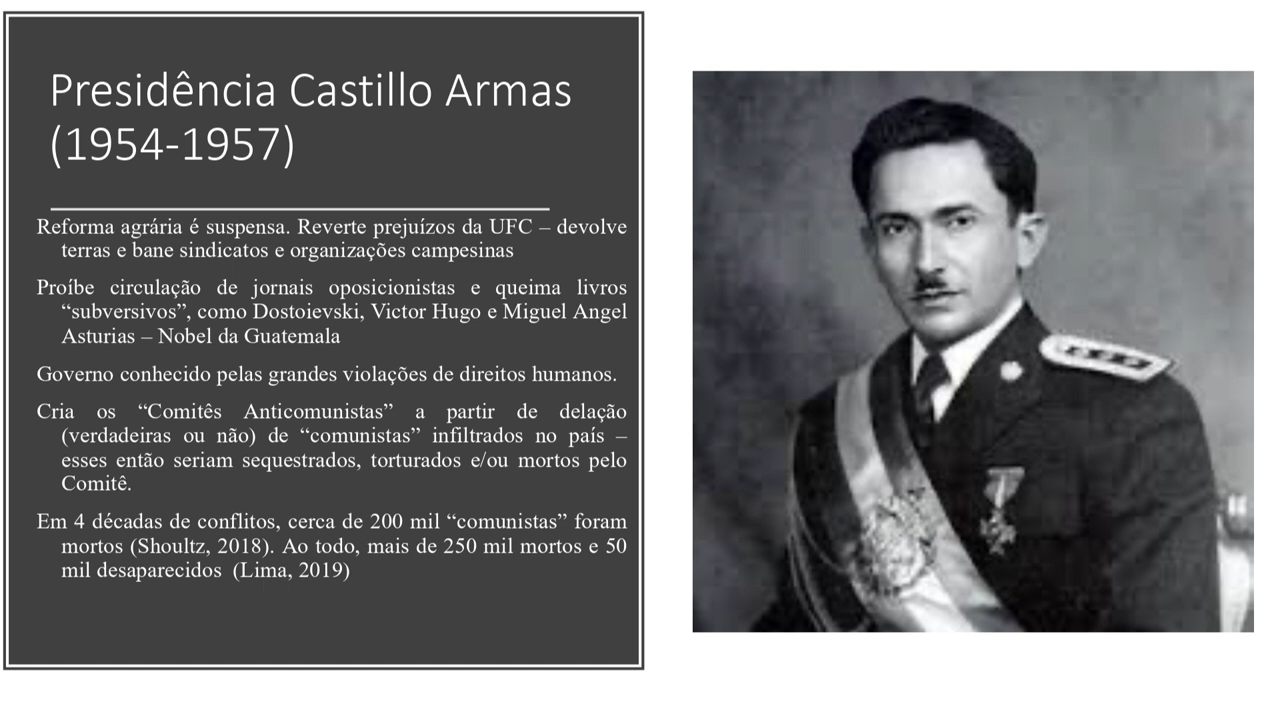 Presidência Castillo Armas
(1954-1957)
Reforma agrária é suspensa. Reverte prejuízos da UFC – devolve
terras e bane sindicatos e organizações campesinas
Proíbe circulação de jornais oposicionistas e queima livros
“subversivos”, como Dostoievski, Victor Hugo e Miguel Angel
Asturias – Nobel da Guatemala
Governo conhecido pelas grandes violações de direitos humanos.
Cria os “Comitês Anticomunistas” a partir de delação
(verdadeiras ou não) de “comunistas” infiltrados no país –
esses então seriam sequestrados, torturados e/ou mortos pelo
Comitê.
Em 4 décadas de conflitos, cerca de 200 mil “comunistas” foram
mortos (Shoultz, 2018). Ao todo, mais de 250 mil mortos e 50
mil desaparecidos (Lima, 2019)